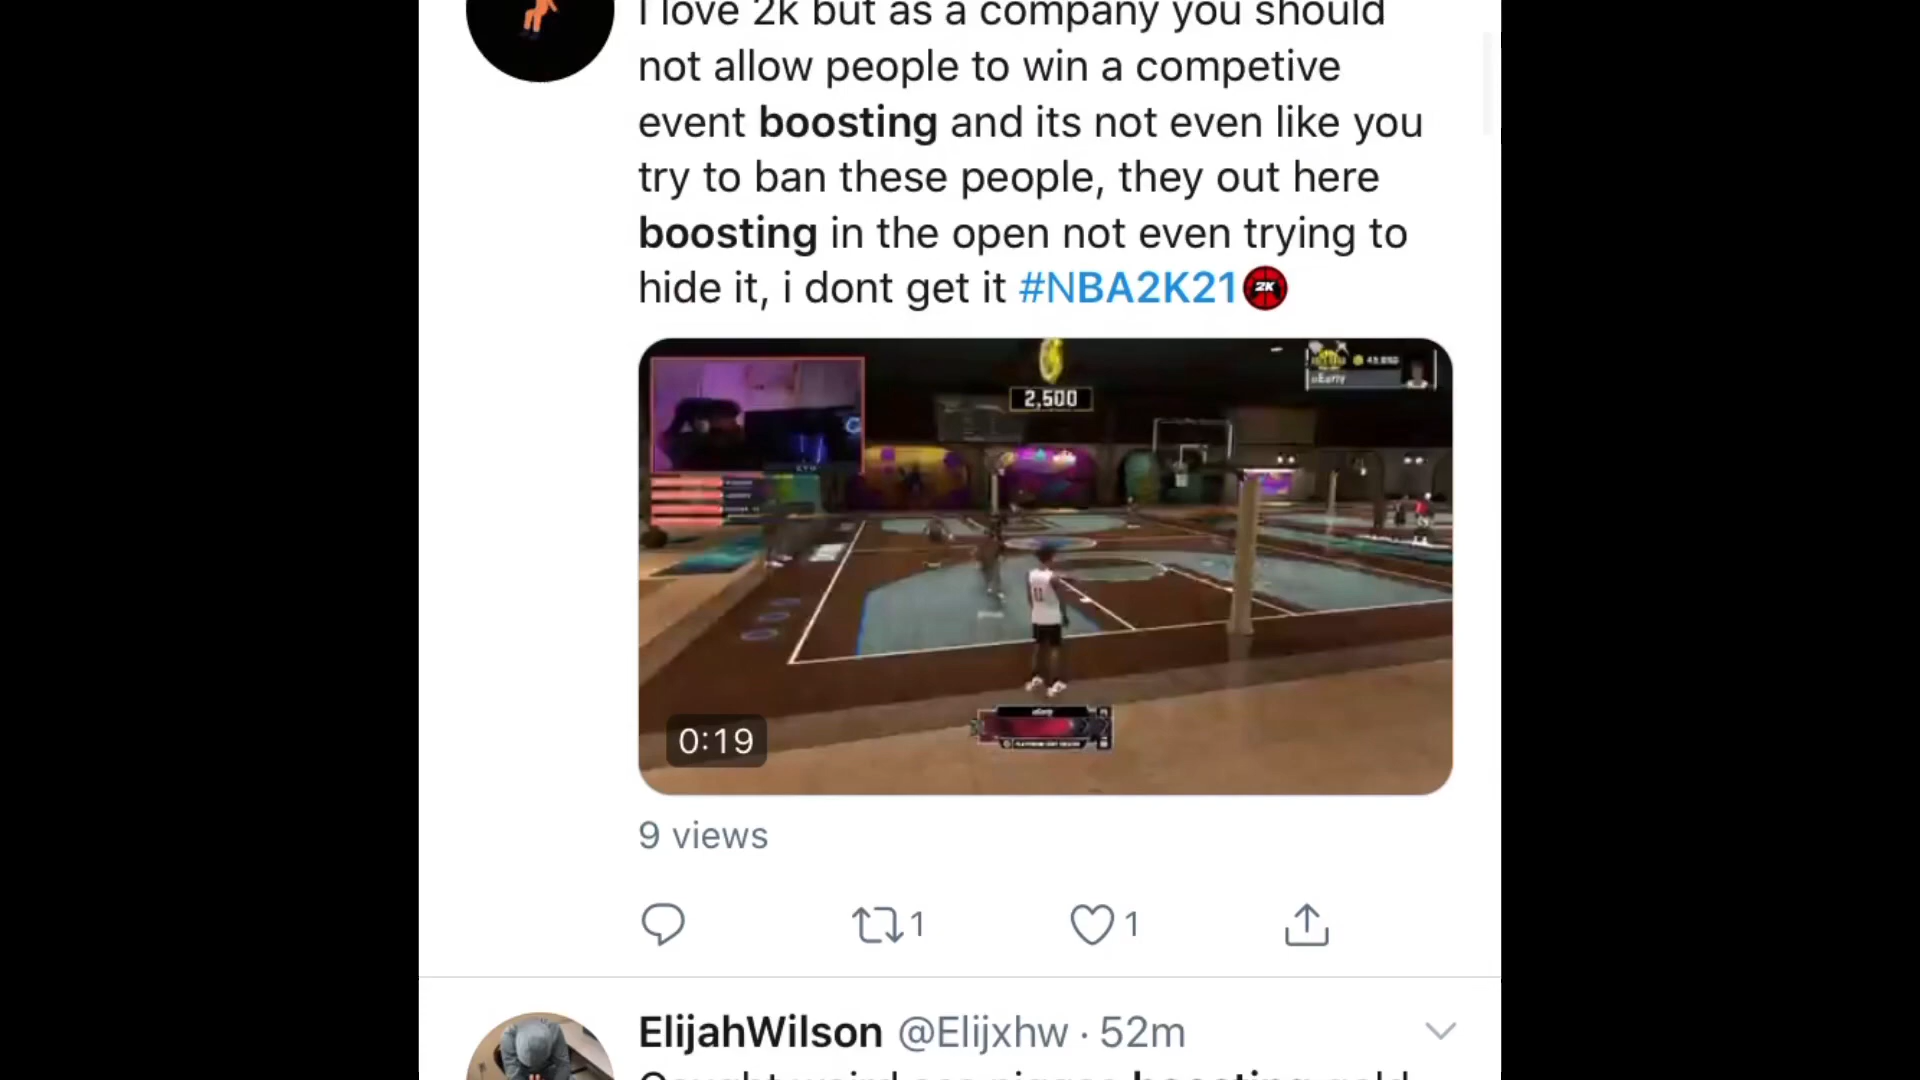 I love 2k but as a company you should
not allow people to win a competive
event boosting and its not even like you
try to ban these people, they out here
boosting in the open not even trying to
hide it, i dont get it #NBA2K21
2K
2,500
11
0:19
9 views
1
1
ElijahWilson @Elijxhw · 52m